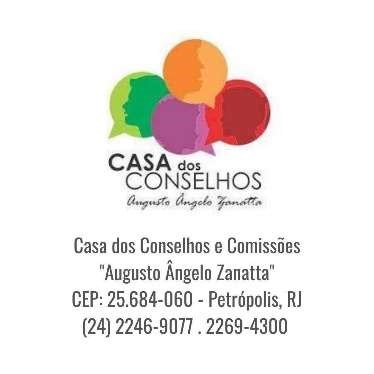 CASA dos
CONSELHOS
Augusto Ângelo Zanatta
Casa dos Conselhos e Comissões
"Augusto Ângelo Zanatta"
CEP: 25.684-060 - Petrópolis, RJ
(24) 2246-9077 . 2269-4300